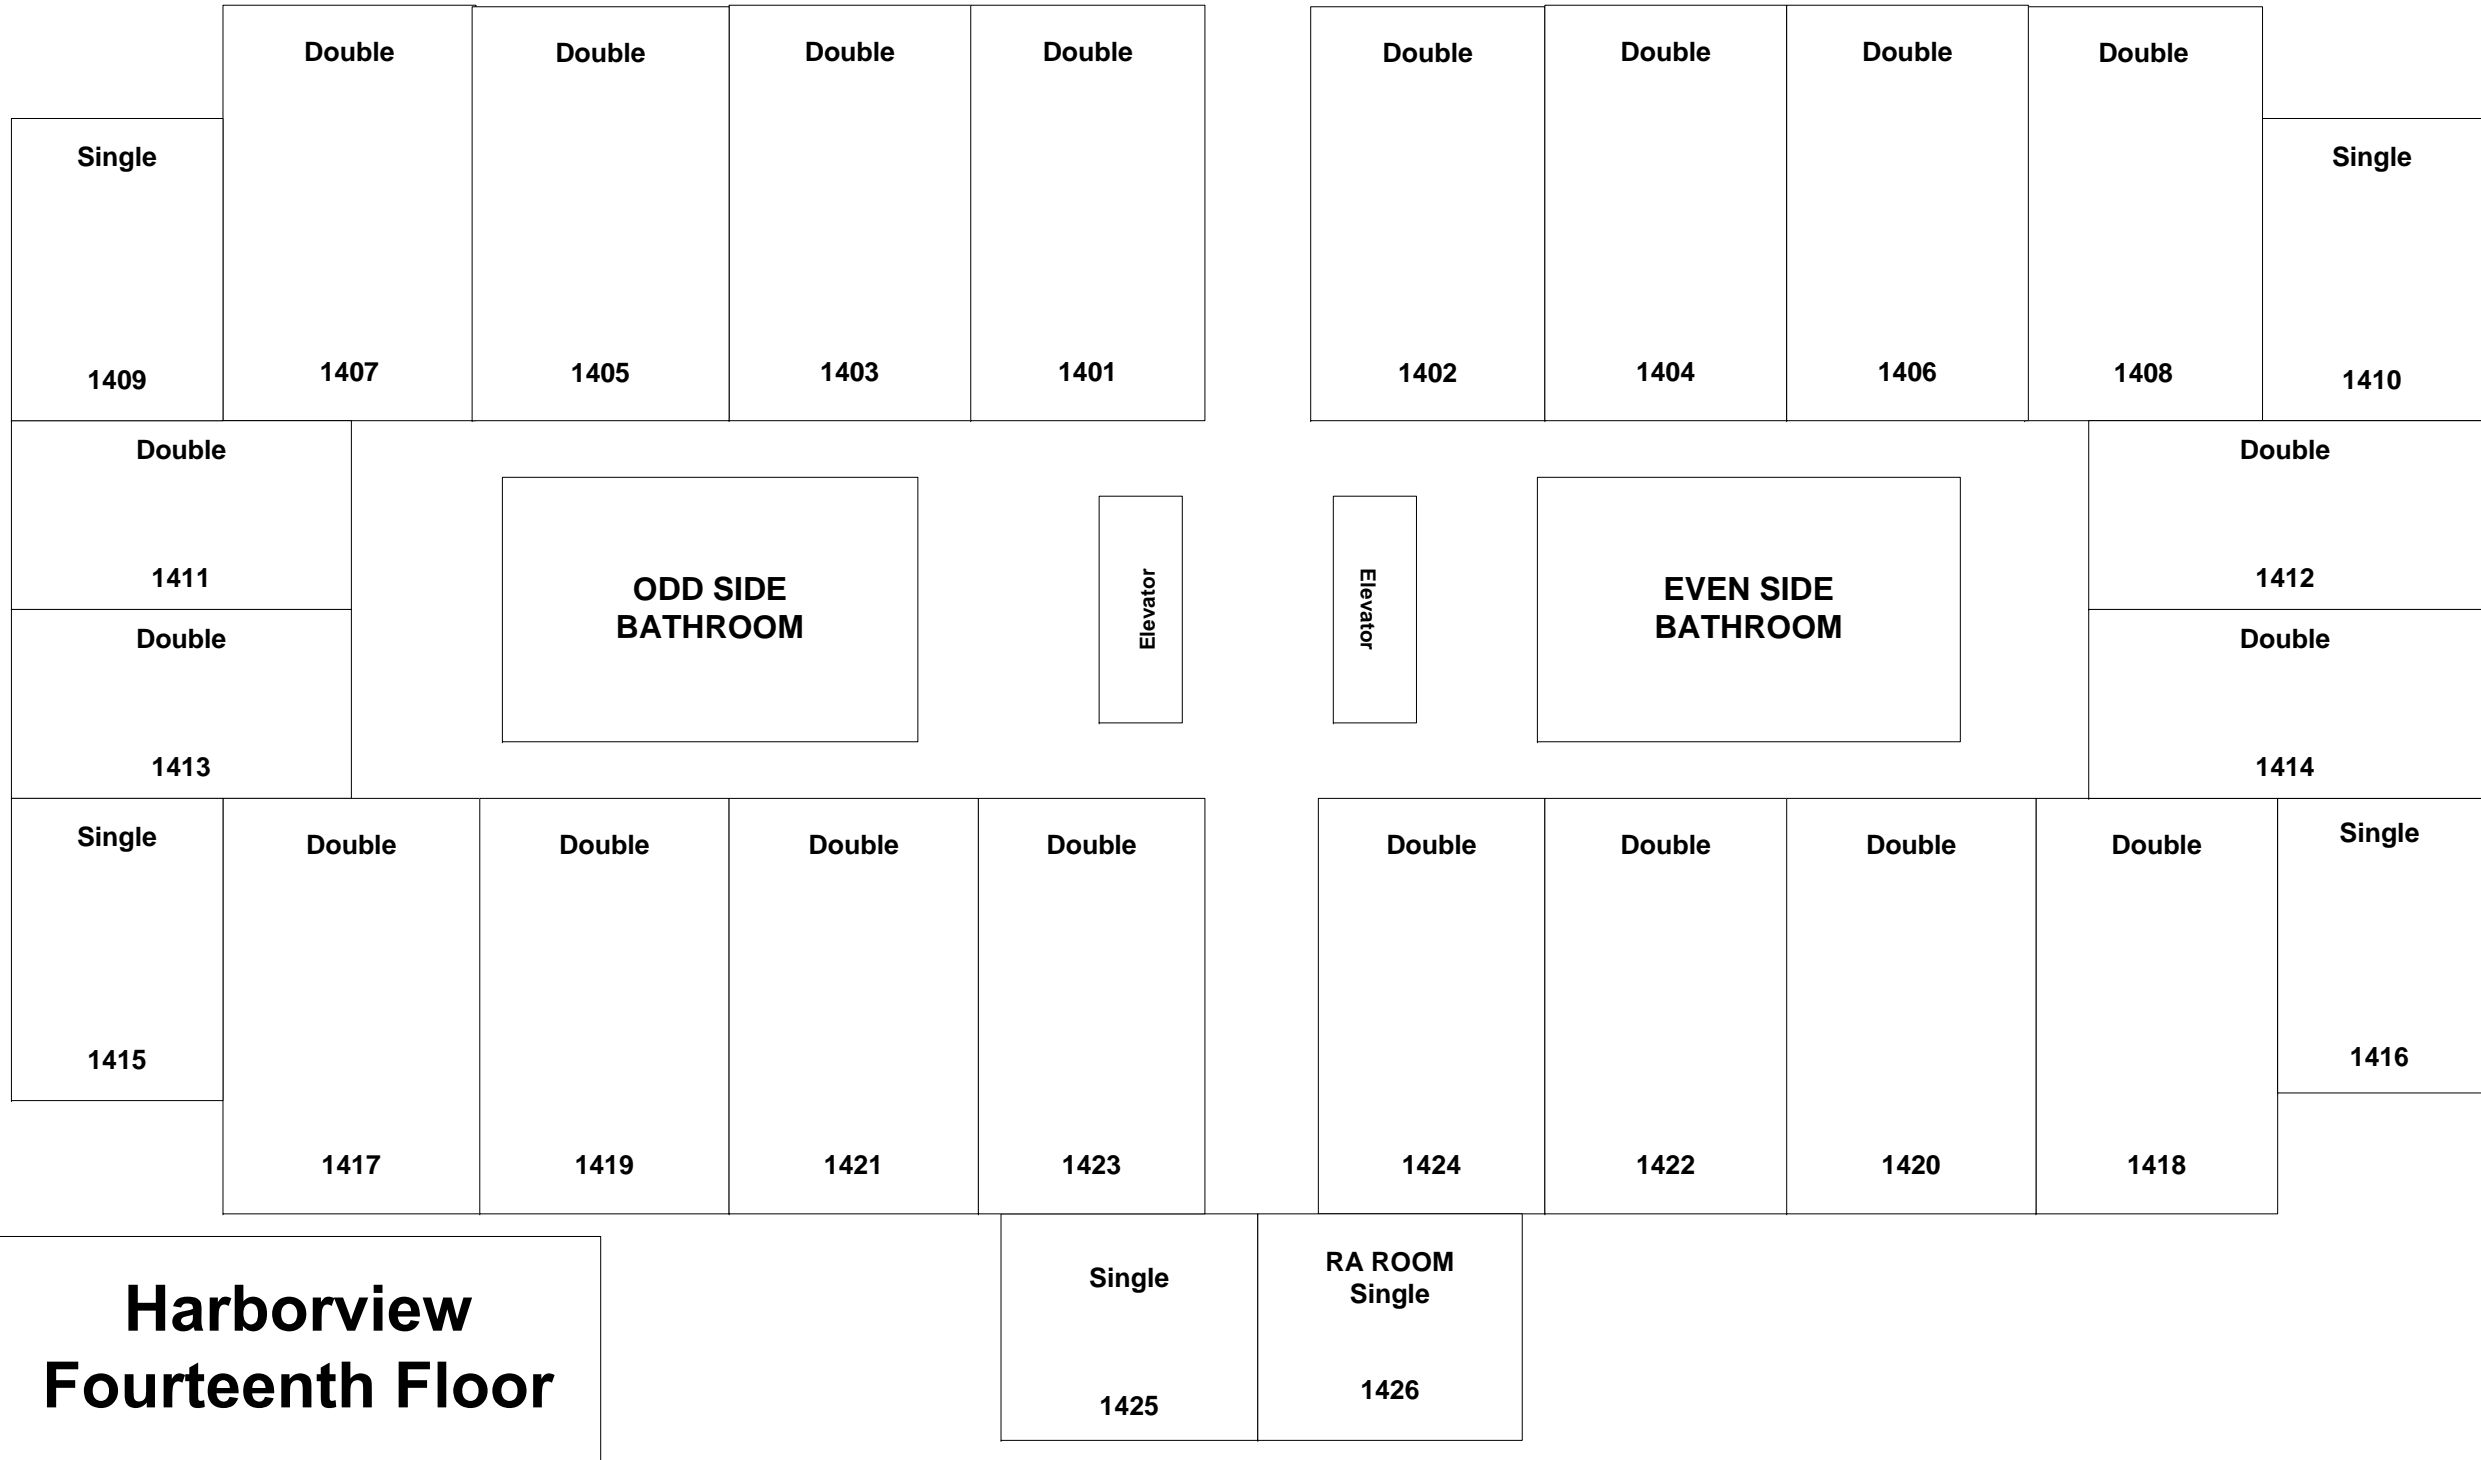 Double
Double
Double
Double
Double
Double
Double
Double
Single
Single
1409
1407
1405
1403
1401
1402
1404
1406
1408
1410
Double
Double
1411
1412
ODD SIDE
BATHROOM
Elevator
Elevator
EVEN SIDE
BATHROOM
Double
Double
1413
1414
Single
Double
Double
Double
Double
Double
Double
Double
Double
Single
1415
1416
1417
1419
1421
1423
1424
1422
1420
1418
Single
1425
RA ROOM
Single
1426
Harborview
Fourteenth Floor